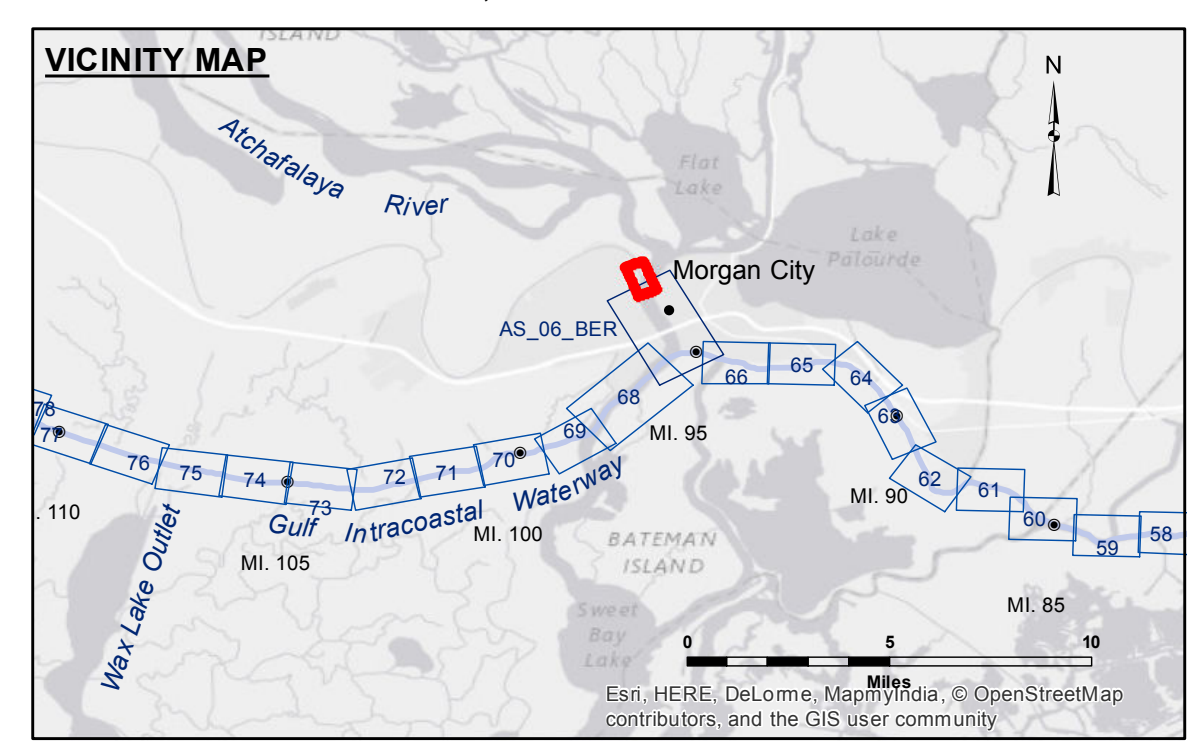 ISLAND
VICINITY MAP
N
Atchafalaya
River
Flat
Lake
Lake
Palourde
Morgan City
AS_06_BER
66
65
64
63
62
61
60
59
58
68
69
70
71
72
73
74
75
76
77
78
MI. 95
MI. 90
MI. 85
MI. 100
MI. 105
. 110
Gulf Intracoastal Waterway
Wax Lake Outlet
BATEMAN
ISLAND
Sweet
Bay
Lake
0 5 10
Miles
Esri, HERE, DeLorme, MapmyIndia, © OpenStreetMap
contributors, and the GIS user community